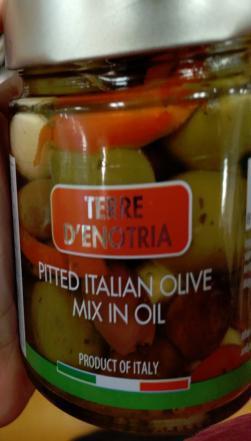 TERRE
D'ENOTRIA
PITTED ITALIAN OLIVE
MIX IN OIL
PRODUCT OF ITALY